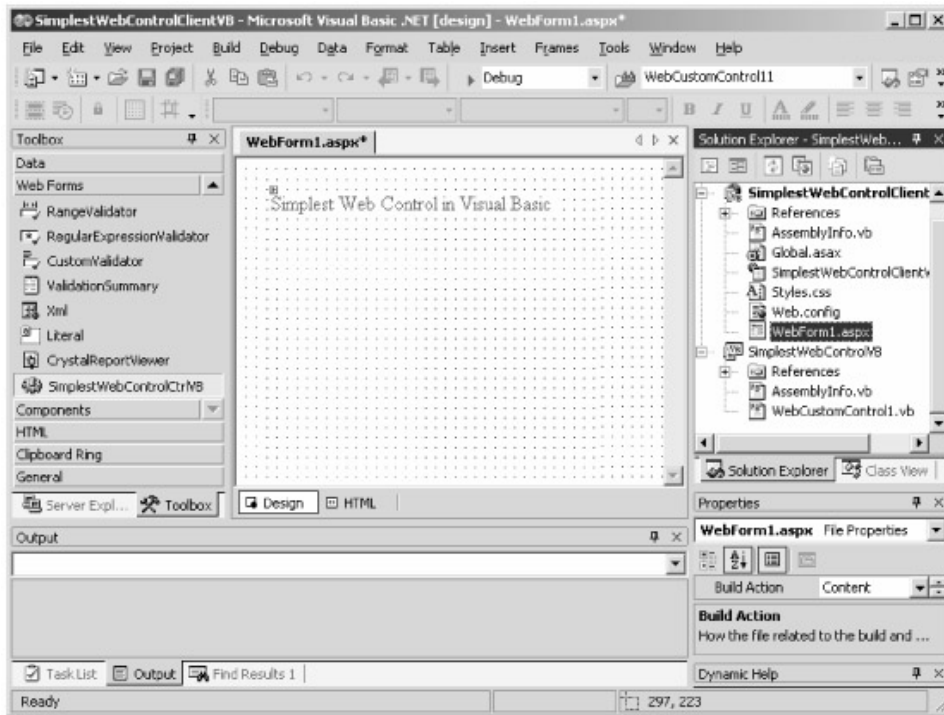 SimplestWebControlClientVB - Microsoft Visual Basic .NET [design] - WebForm1.aspx*
File Edit View Project Build Debug Data Format Table Insert Frames Tools Window Help
Debug WebCustomControl11
B I U A
Toolbox
Data
Web Forms
RangeValidator
RegularExpressionValidator
CustomValidator
ValidationSummary
Xml
Literal
CrystalReportViewer
SimplestWebControlCtrlVB
Components
HTML
Clipboard Ring
General
Server Expl... Toolbox
WebForm1.aspx*
Simplest Web Control in Visual Basic
Design HTML
Solution Explorer - SimplestWeb...
SimplestWebControlClient
References
AssemblyInfo.vb
Global.asax
SimplestWebControlClientV
Styles.css
Web.config
WebForm1.aspx
SimplestWebControlVB
References
AssemblyInfo.vb
WebCustomControl1.vb
Solution Explorer Class View
Properties
WebForm1.aspx File Properties
Build Action Content
Build Action
How the file related to the build and ...
Dynamic Help
Output
Task List Output Find Results 1
Ready 297, 223